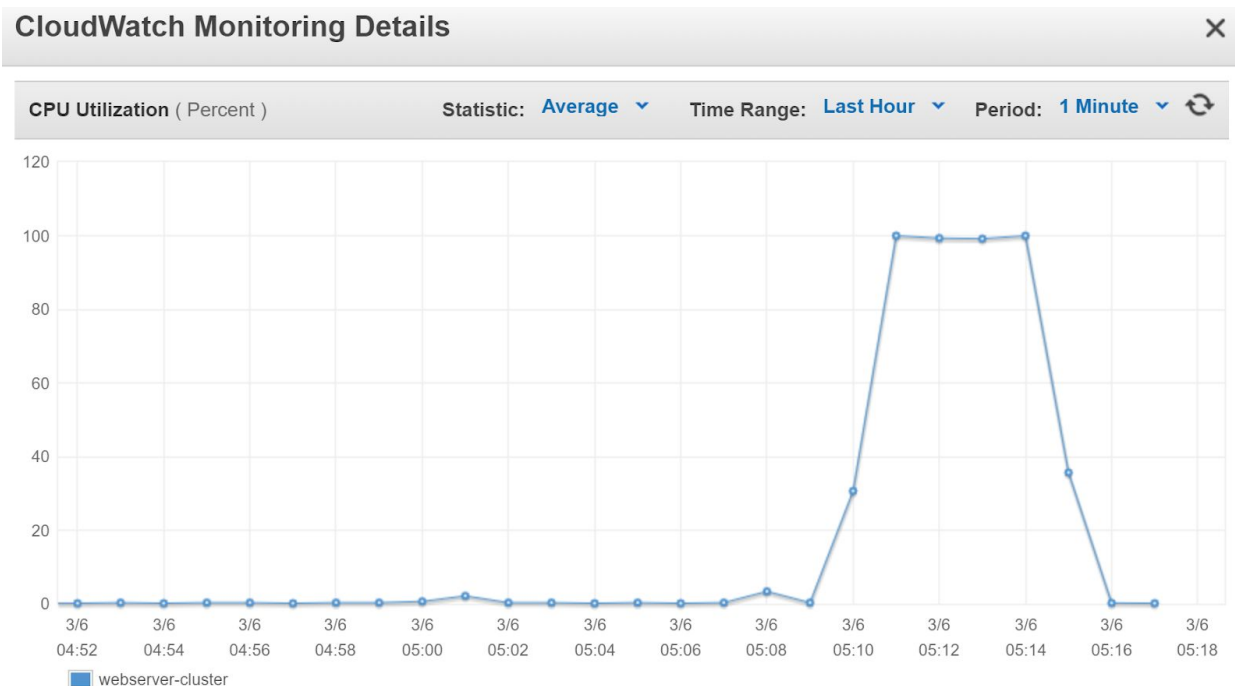 CloudWatch Monitoring Details
CPU Utilization ( Percent ) Statistic: Average Time Range: Last Hour Period: 1 Minute
120
100
80
60
40
20
0
3/6 3/6 3/6 3/6 3/6 3/6 3/6 3/6 3/6 3/6 3/6 3/6 3/6 3/6
04:52 04:54 04:56 04:58 05:00 05:02 05:04 05:06 05:08 05:10 05:12 05:14 05:16 05:18
webserver-cluster